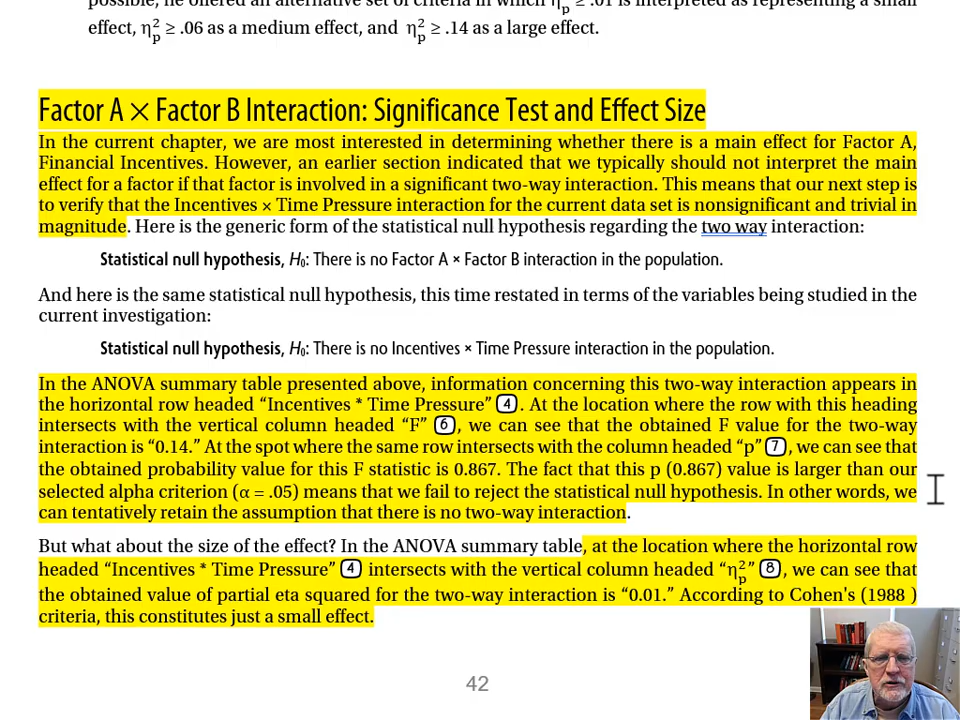 possible, he offered an alternative set of criteria in which η²p ≥ .01 is interpreted as representing a small
effect, η²p ≥ .06 as a medium effect, and η²p ≥ .14 as a large effect.
Factor A × Factor B Interaction: Significance Test and Effect Size
In the current chapter, we are most interested in determining whether there is a main effect for Factor A,
Financial Incentives. However, an earlier section indicated that we typically should not interpret the main
effect for a factor if that factor is involved in a significant two-way interaction. This means that our next step is
to verify that the Incentives × Time Pressure interaction for the current data set is nonsignificant and trivial in
magnitude. Here is the generic form of the statistical null hypothesis regarding the two way interaction:
Statistical null hypothesis, H₀: There is no Factor A × Factor B interaction in the population.
And here is the same statistical null hypothesis, this time restated in terms of the variables being studied in the
current investigation:
Statistical null hypothesis, H₀: There is no Incentives × Time Pressure interaction in the population.
In the ANOVA summary table presented above, information concerning this two-way interaction appears in
the horizontal row headed “Incentives * Time Pressure” 4. At the location where the row with this heading
intersects with the vertical column headed “F” 6, we can see that the obtained F value for the two-way
interaction is “0.14.” At the spot where the same row intersects with the column headed “p” 7, we can see that
the obtained probability value for this F statistic is 0.867. The fact that this p (0.867) value is larger than our
selected alpha criterion (α = .05) means that we fail to reject the statistical null hypothesis. In other words, we
can tentatively retain the assumption that there is no two-way interaction.
But what about the size of the effect? In the ANOVA summary table, at the location where the horizontal row
headed “Incentives * Time Pressure” 4 intersects with the vertical column headed “η²p” 8, we can see that
the obtained value of partial eta squared for the two-way interaction is “0.01.” According to Cohen's (1988 )
criteria, this constitutes just a small effect.
42